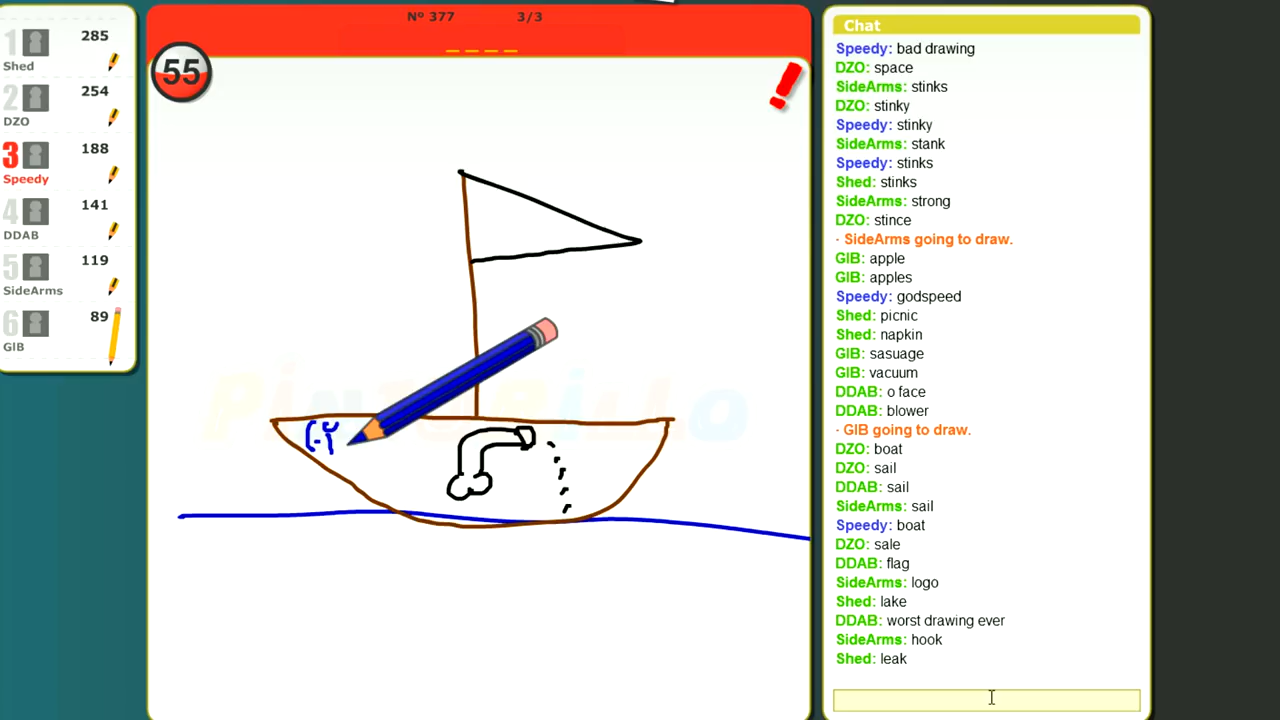 Nº 377 3/3
_ _ _ _
55
1 285
Shed
2 254
DZO
3 188
Speedy
4 141
DDAB
5 119
SideArms
6 89
GIB
Chat
Speedy: bad drawing
DZO: space
SideArms: stinks
DZO: stinky
Speedy: stinky
SideArms: stank
Speedy: stinks
Shed: stinks
SideArms: strong
DZO: stince
· SideArms going to draw.
GIB: apple
GIB: apples
Speedy: godspeed
Shed: picnic
Shed: napkin
GIB: sasuage
GIB: vacuum
DDAB: o face
DDAB: blower
· GIB going to draw.
DZO: boat
DZO: sail
DDAB: sail
SideArms: sail
Speedy: boat
DZO: sale
DDAB: flag
SideArms: logo
Shed: lake
DDAB: worst drawing ever
SideArms: hook
Shed: leak